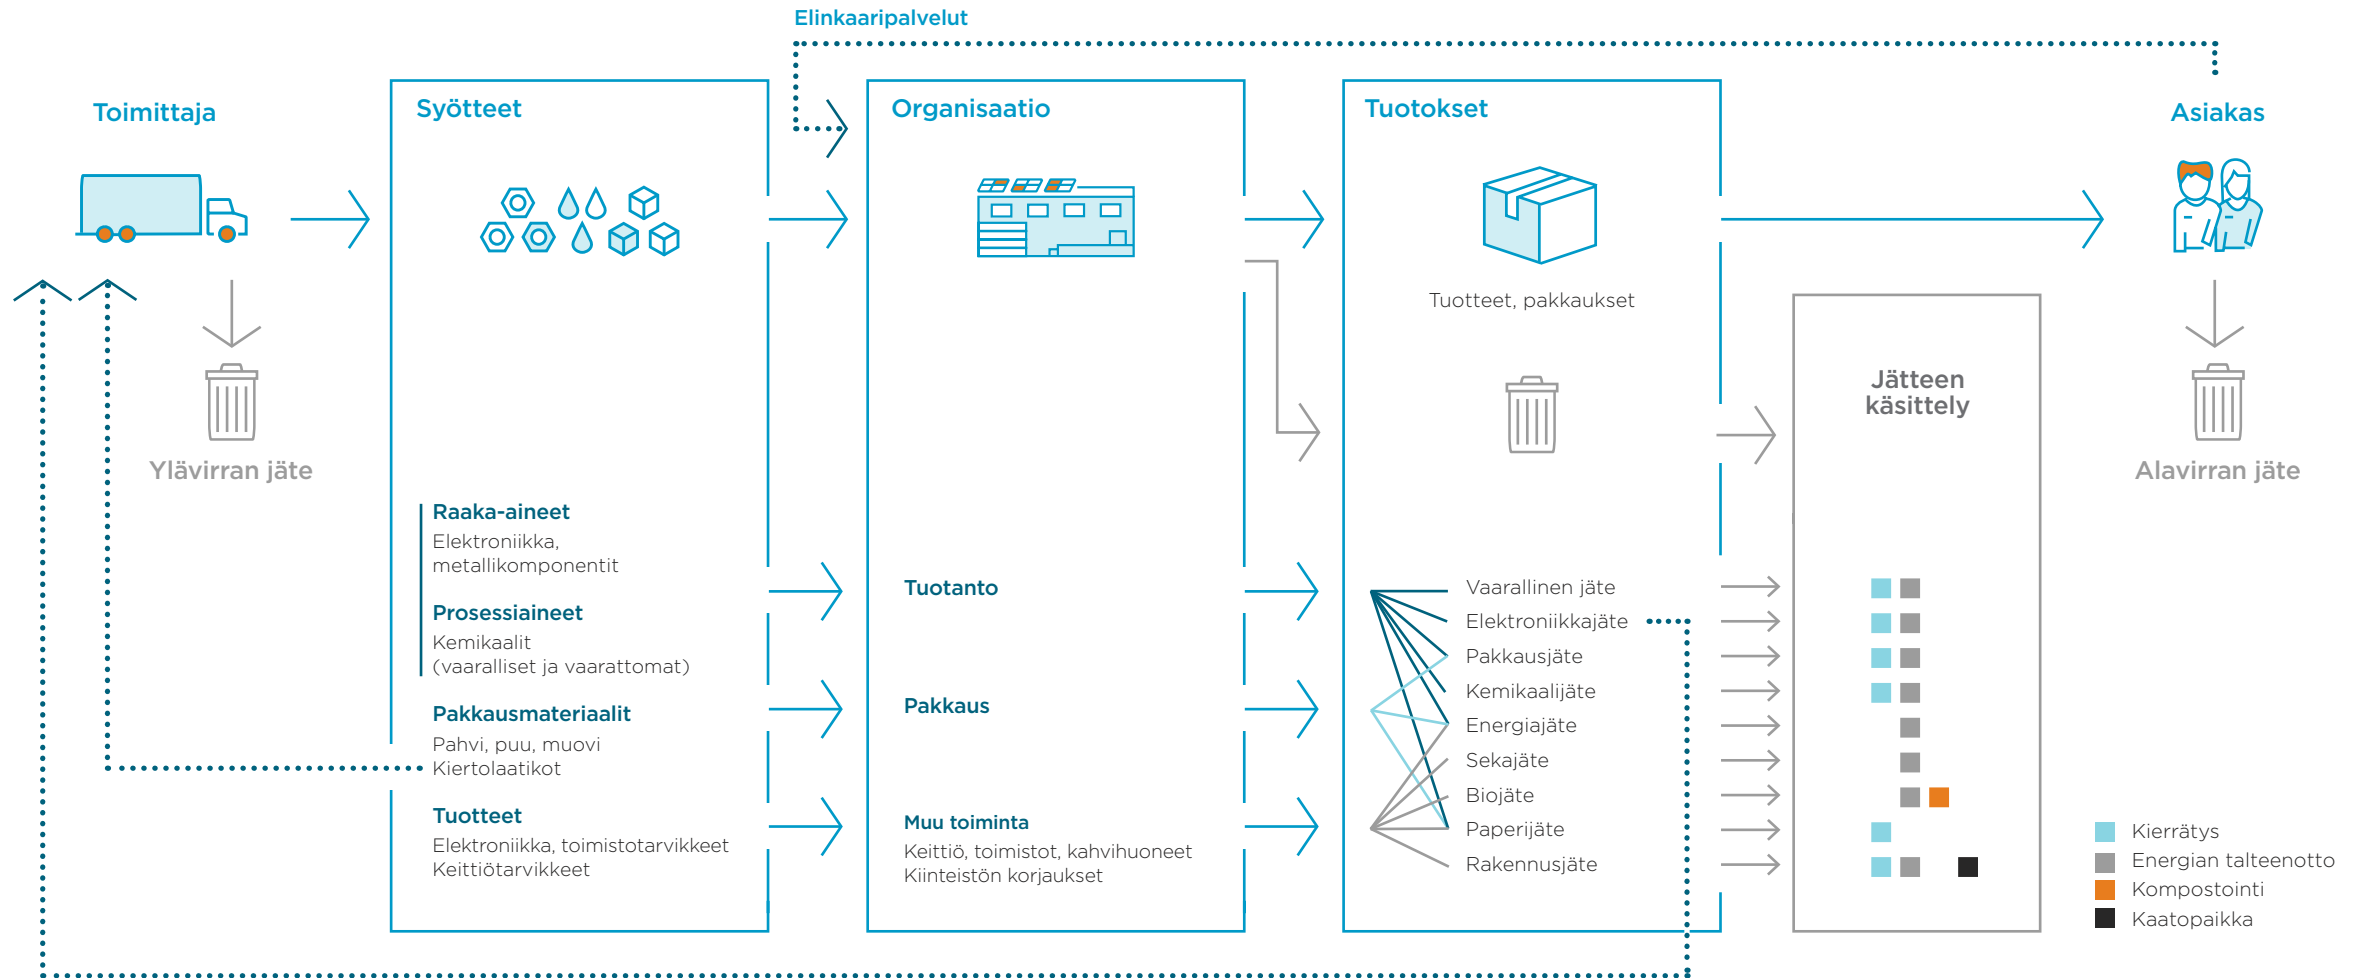 Elinkaaripalvelut
Toimittaja
Ylävirran jäte
Syötteet
Raaka-aineet
Elektroniikka,
metallikomponentit
Prosessiaineet
Kemikaalit
(vaaralliset ja vaarattomat)
Pakkausmateriaalit
Pahvi, puu, muovi
Kiertolaatikot
Tuotteet
Elektroniikka, toimistotarvikkeet
Keittiötarvikkeet
Organisaatio
Tuotanto
Pakkaus
Muu toiminta
Keittiö, toimistot, kahvihuoneet
Kiinteistön korjaukset
Tuotokset
Tuotteet, pakkaukset
Vaarallinen jäte
Elektroniikkajäte
Pakkausjäte
Kemikaalijäte
Energiajäte
Sekajäte
Biojäte
Paperijäte
Rakennusjäte
Jätteen
käsittely
Asiakas
Alavirran jäte
Kierrätys
Energian talteenotto
Kompostointi
Kaatopaikka